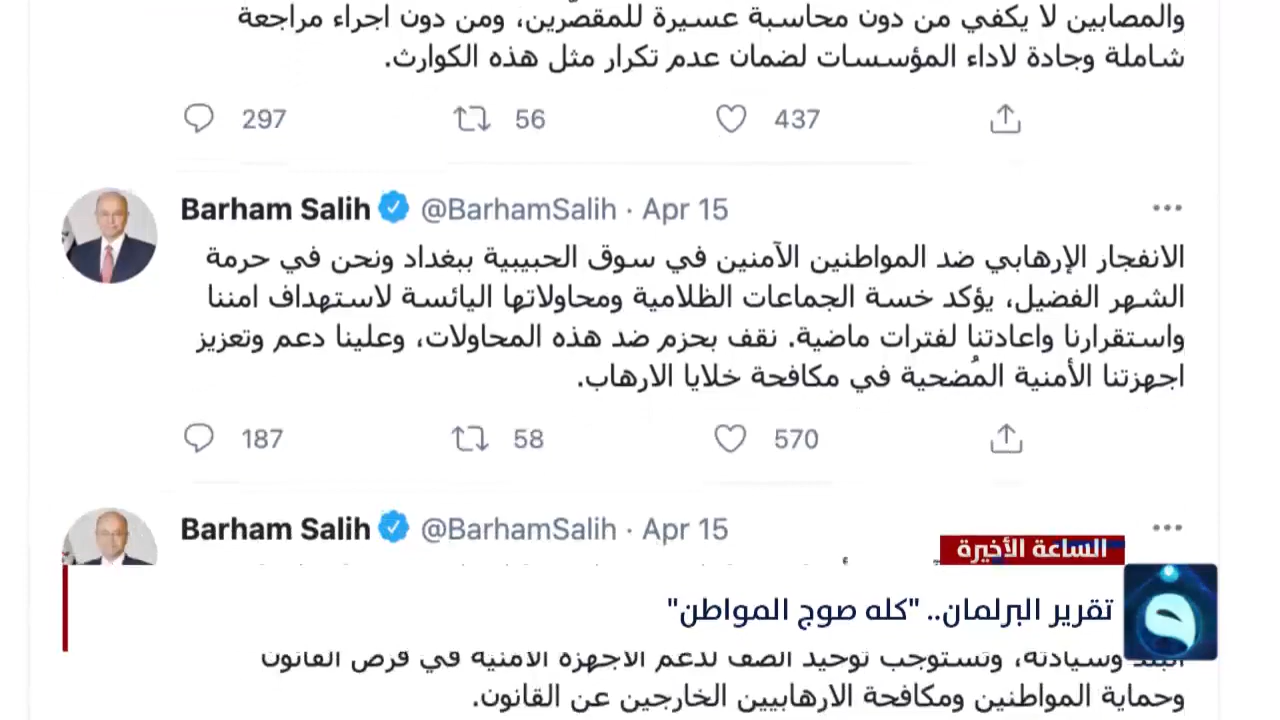 والمصابين لا يكفي من دون محاسبة عسيرة للمقصّرين، ومن دون اجراء مراجعة
شاملة وجادة لاداء المؤسسات لضمان عدم تكرار مثل هذه الكوارث.
297 56 437
Barham Salih @BarhamSalih · Apr 15
الانفجار الإرهابي ضد المواطنين الآمنين في سوق الحبيبية ببغداد ونحن في حرمة
الشهر الفضيل، يؤكد خسة الجماعات الظلامية ومحاولاتها اليائسة لاستهداف امننا
واستقرارنا واعادتنا لفترات ماضية. نقف بحزم ضد هذه المحاولات، وعلينا دعم وتعزيز
اجهزتنا الأمنية المُضحية في مكافحة خلايا الارهاب.
187 58 570
Barham Salih @BarhamSalih · Apr 15
الساعة الأخيرة
تقرير البرلمان.. "كله صوج المواطن"
البلد وسيادته، وتستوجب توحيد الصف لدعم الاجهزة الامنية في فرض القانون
وحماية المواطنين ومكافحة الارهابيين الخارجين عن القانون.